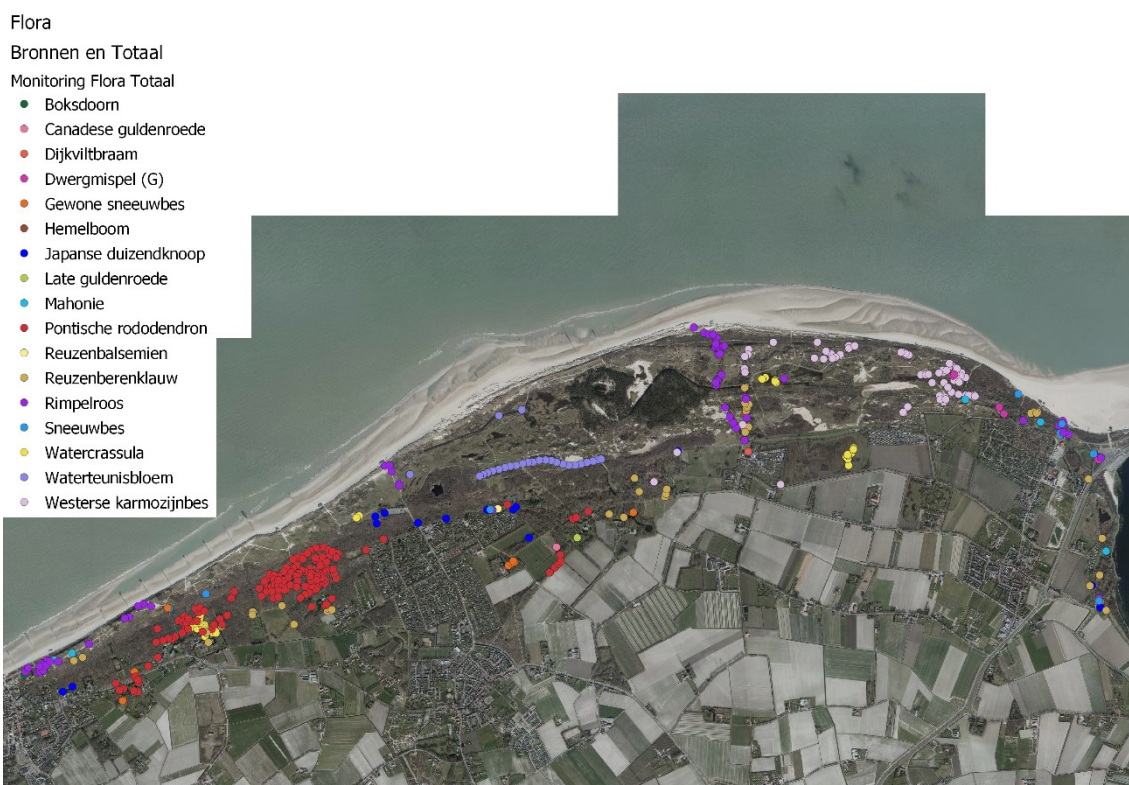 Flora
Bronnen en Totaal
Monitoring Flora Totaal
Boksdoorn
Canadese guldenroede
Dijkviltbraam
Dwergmispel (G)
Gewone sneeuwbes
Hemelboom
Japanse duizendknoop
Late guldenroede
Mahonie
Pontische rododendron
Reuzenbalsemien
Reuzenberenklauw
Rimpelroos
Sneeuwbes
Watercrassula
Waterteunisbloem
Westerse karmozijnbes